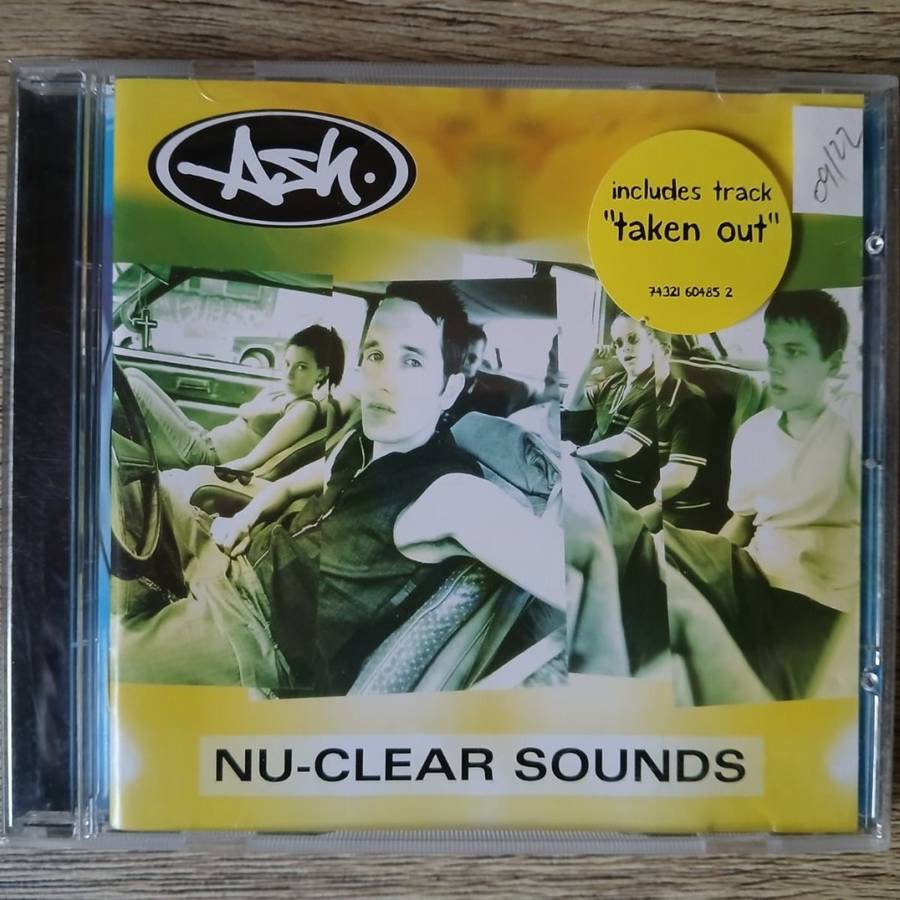 Ash.
includes track
"taken out"
74321 60485 2
09/22
NU-CLEAR SOUNDS